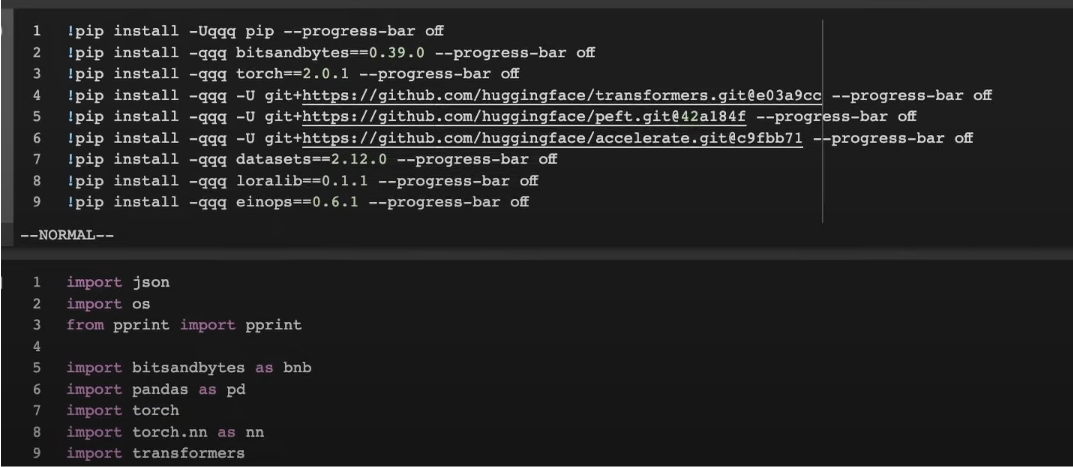 1 !pip install -Uqqq pip --progress-bar off
2 !pip install -qqq bitsandbytes==0.39.0 --progress-bar off
3 !pip install -qqq torch==2.0.1 --progress-bar off
4 !pip install -qqq -U git+https://github.com/huggingface/transformers.git@e03a9cc --progress-bar off
5 !pip install -qqq -U git+https://github.com/huggingface/peft.git@42a184f --progress-bar off
6 !pip install -qqq -U git+https://github.com/huggingface/accelerate.git@c9fbb71 --progress-bar off
7 !pip install -qqq datasets==2.12.0 --progress-bar off
8 !pip install -qqq loralib==0.1.1 --progress-bar off
9 !pip install -qqq einops==0.6.1 --progress-bar off
--NORMAL--
1 import json
2 import os
3 from pprint import pprint
4
5 import bitsandbytes as bnb
6 import pandas as pd
7 import torch
8 import torch.nn as nn
9 import transformers